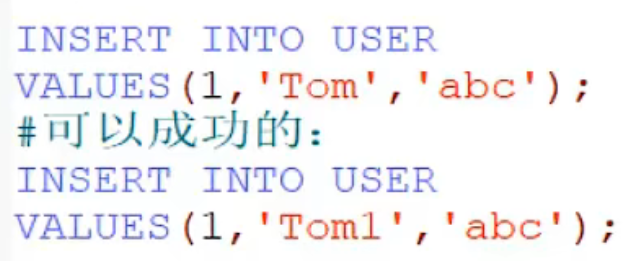 INSERT INTO USER
VALUES(1,'Tom','abc');
#可以成功的：
INSERT INTO USER
VALUES(1,'Tom1','abc');